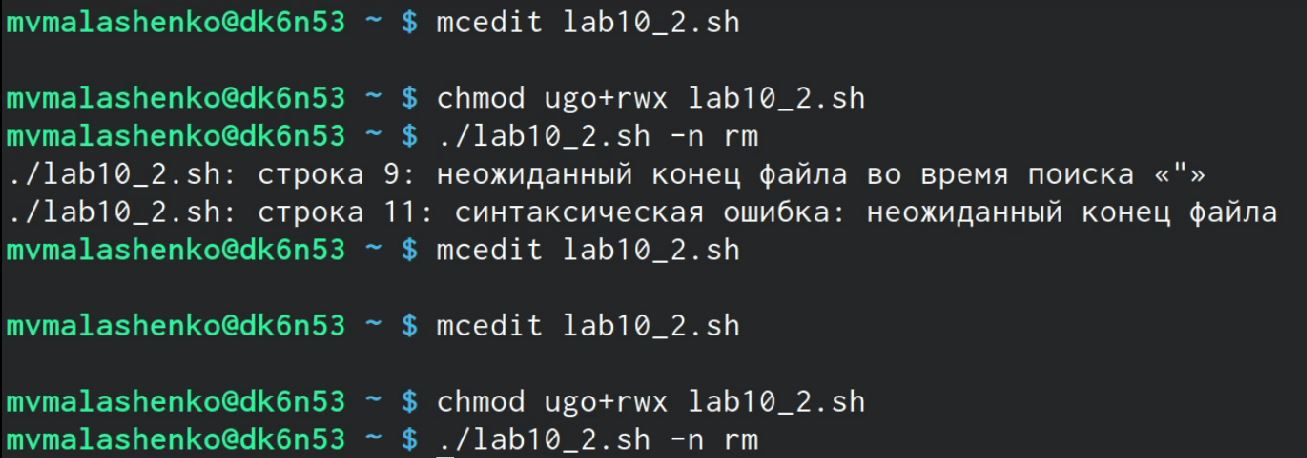 mvmalashenko@dk6n53 ~ $ mcedit lab10_2.sh
mvmalashenko@dk6n53 ~ $ chmod ugo+rwx lab10_2.sh
mvmalashenko@dk6n53 ~ $ ./lab10_2.sh -n rm
./lab10_2.sh: строка 9: неожиданный конец файла во время поиска «"»
./lab10_2.sh: строка 11: синтаксическая ошибка: неожиданный конец файла
mvmalashenko@dk6n53 ~ $ mcedit lab10_2.sh
mvmalashenko@dk6n53 ~ $ mcedit lab10_2.sh
mvmalashenko@dk6n53 ~ $ chmod ugo+rwx lab10_2.sh
mvmalashenko@dk6n53 ~ $ ./lab10_2.sh -n rm